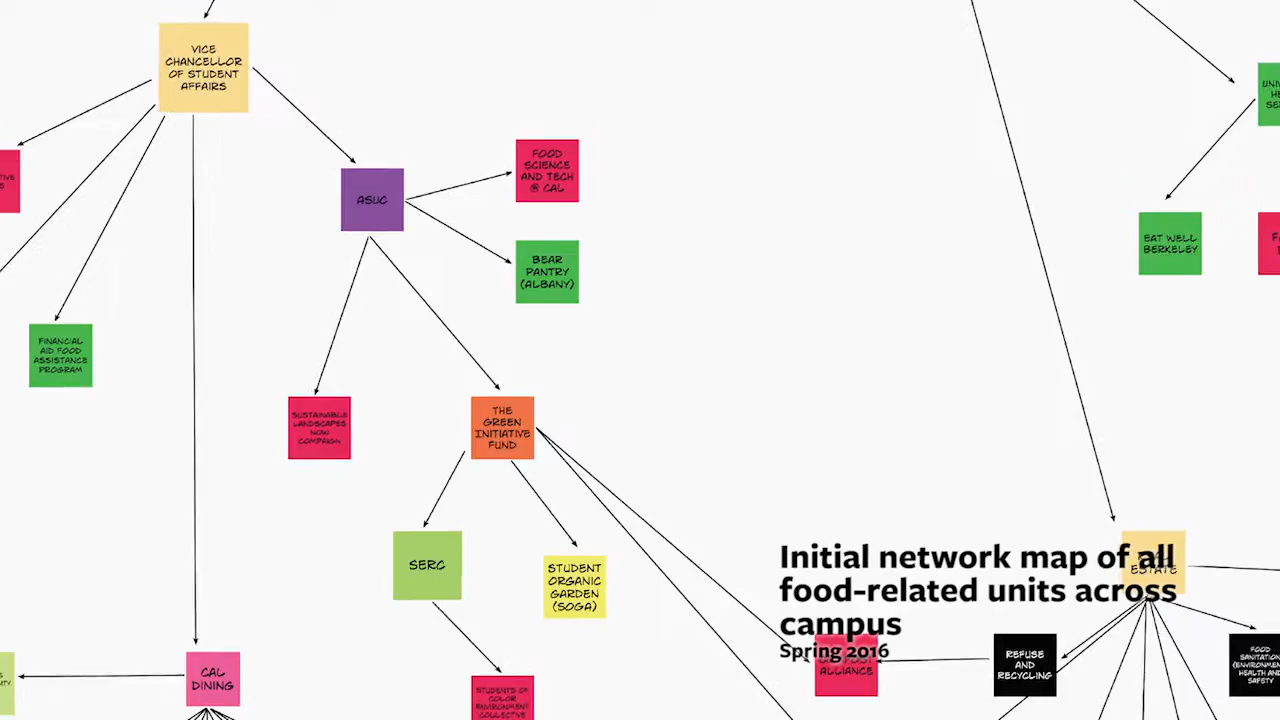 VICE
CHANCELLOR
OF STUDENT
AFFAIRS
ASUC
FOOD
SCIENCE
AND TECH
@ CAL
BEAR
PANTRY
(ALBANY)
EAT WELL
BERKELEY
FINANCIAL
AID FOOD
ASSISTANCE
PROGRAM
SUSTAINABLE
LANDSCAPES
NOW
COMPAIGN
THE
GREEN
INITIATIVE
FUND
SERC
STUDENT
ORGANIC
GARDEN
(SOGA)
ESTATE
Initial network map of all
food-related units across
campus
Spring 2016
ALLIANCE
REFUSE
AND
RECYCLING
FOOD
SANITATION
(ENVIRONMENT
HEALTH AND
SAFETY
CAL
DINING
STUDENTS OF
COLOR
ENVIRONMENT
COLLECTIVE